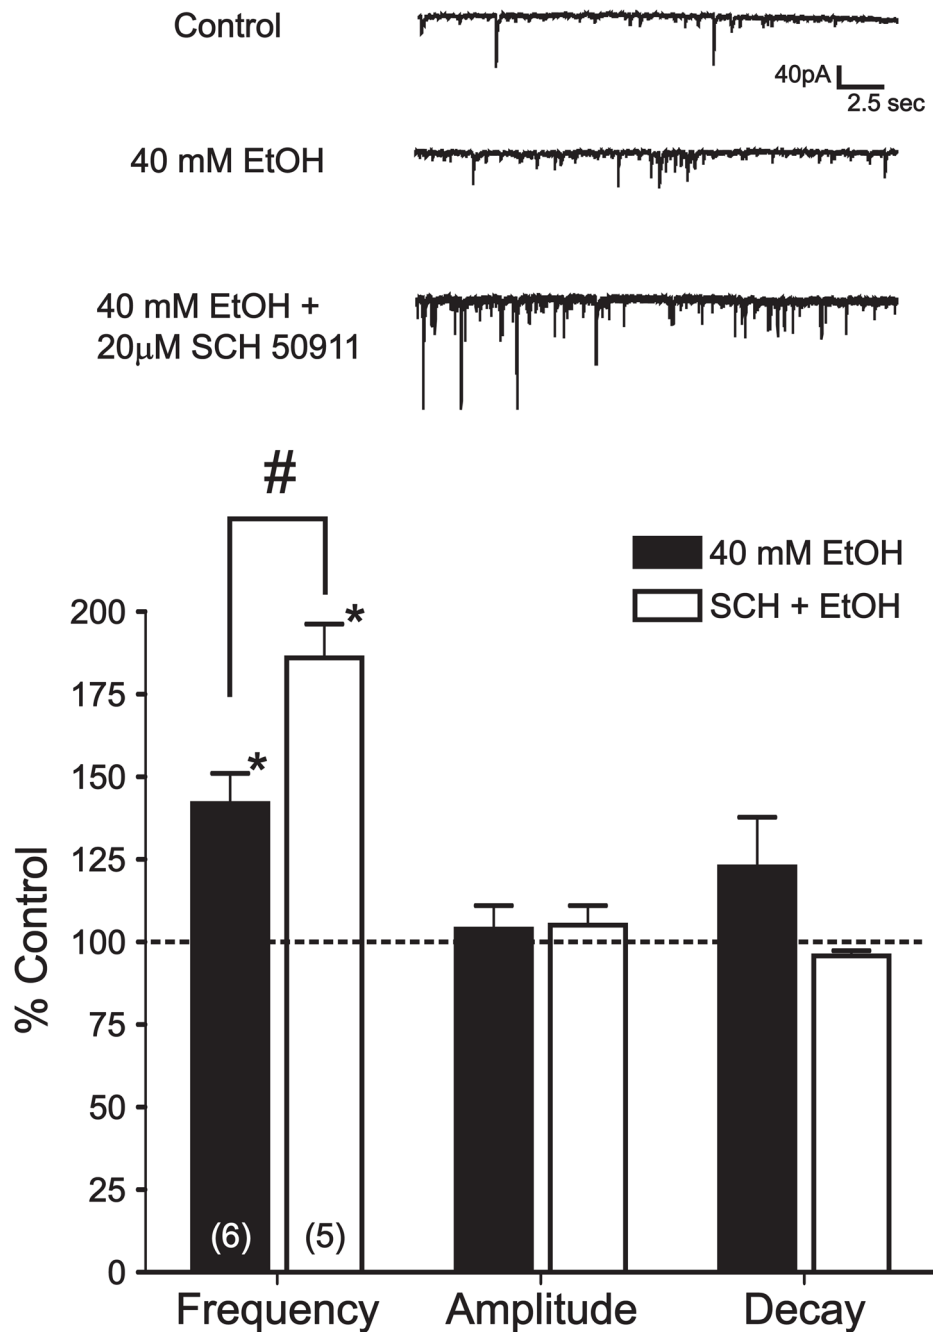 Control
40pA
2.5 sec
40 mM EtOH
40 mM EtOH +
20μM SCH 50911
#
40 mM EtOH
SCH + EtOH
% Control
200
175
150
125
100
75
50
25
0
*
*
(6)
(5)
Frequency
Amplitude
Decay